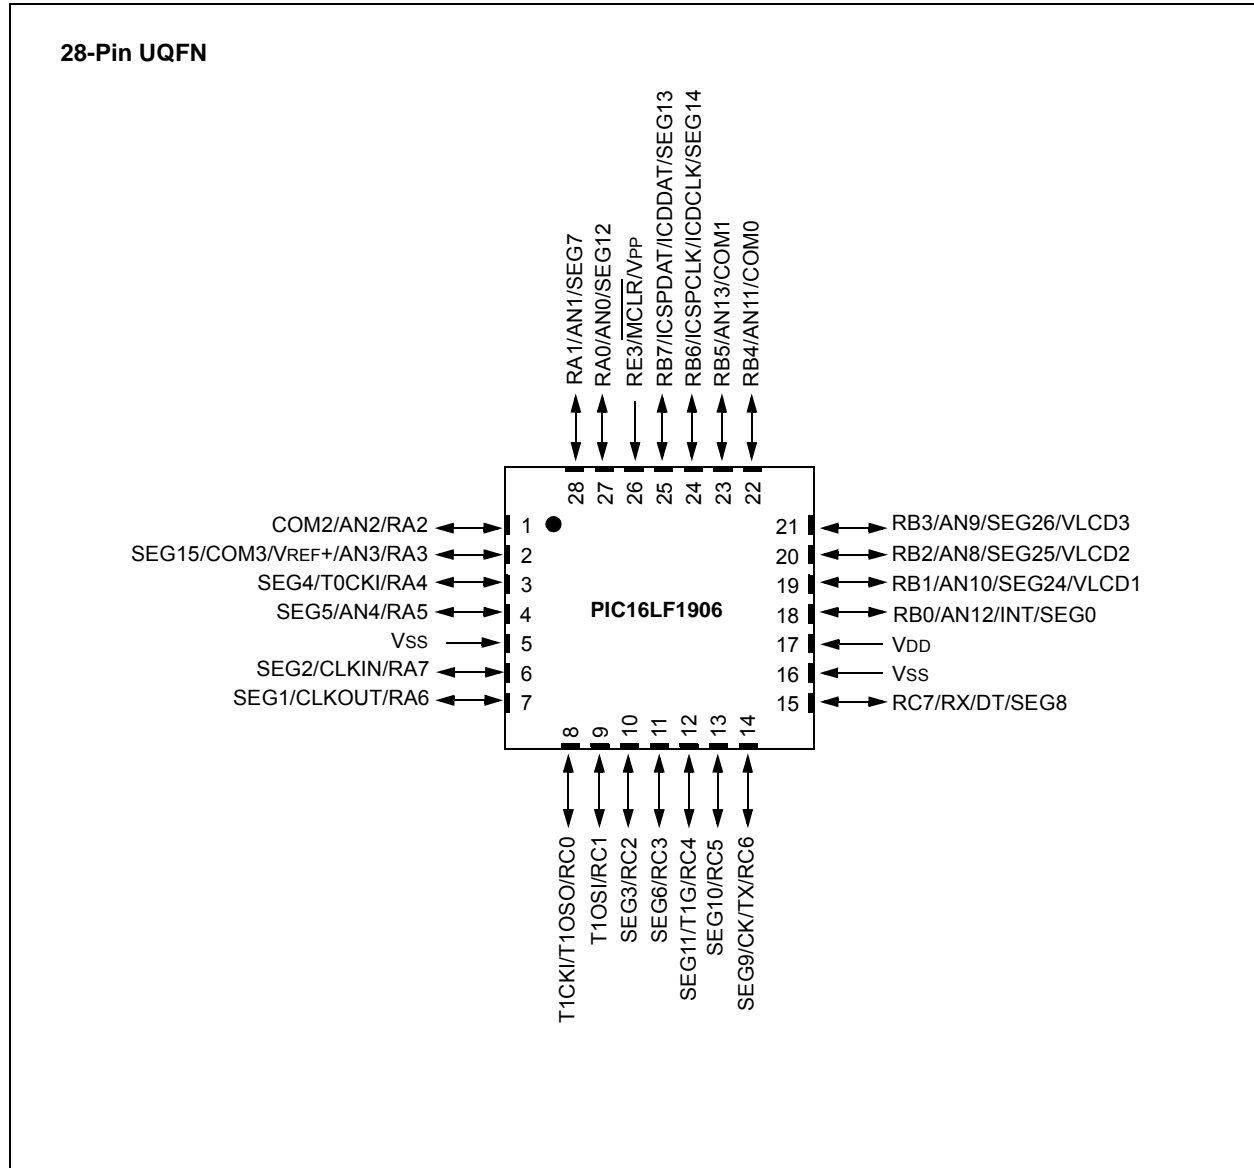 28-Pin UQFN
RA1/AN1/SEG7
RA0/AN0/SEG12
RE3/MCLR/VPP
RB7/ICSPDAT/ICDDAT/SEG13
RB6/ICSPCLK/ICDCLK/SEG14
RB5/AN13/COM1
RB4/AN11/COM0
28
27
26
25
24
23
22
COM2/AN2/RA2
1
SEG15/COM3/VREF+/AN3/RA3
2
SEG4/T0CKI/RA4
3
SEG5/AN4/RA5
4
VSS
5
SEG2/CLKIN/RA7
6
SEG1/CLKOUT/RA6
7
PIC16LF1906
21
RB3/AN9/SEG26/VLCD3
20
RB2/AN8/SEG25/VLCD2
19
RB1/AN10/SEG24/VLCD1
18
RB0/AN12/INT/SEG0
17
VDD
16
VSS
15
RC7/RX/DT/SEG8
8
9
10
11
12
13
14
T1CKI/T1OSO/RC0
T1OSI/RC1
SEG3/RC2
SEG6/RC3
SEG11/T1G/RC4
SEG10/RC5
SEG9/CK/TX/RC6